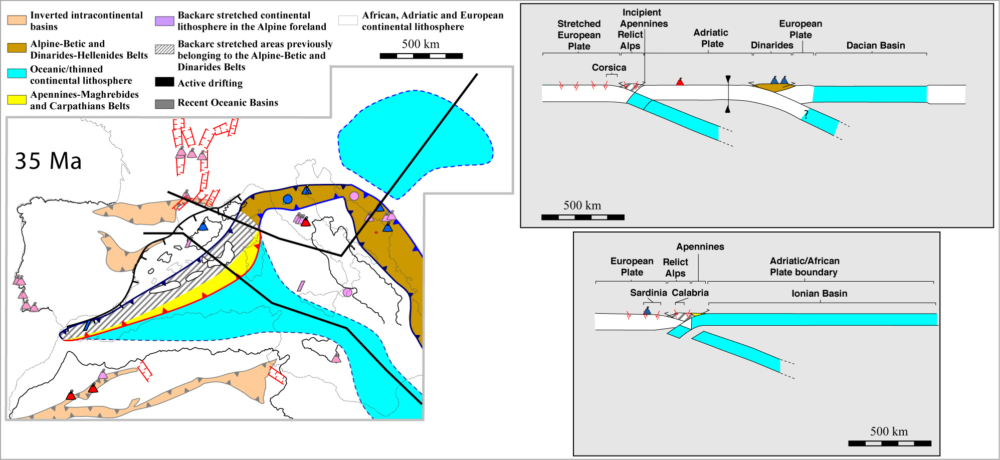 Inverted intracontinental
basins
Alpine-Betic and
Dinarides-Hellenides Belts
Oceanic/thinned
continental lithosphere
Apennines-Maghrebides
and Carpathians Belts
Backarc stretched continental
lithosphere in the Alpine foreland
Backarc stretched areas previously
belonging to the Alpine-Betic and
Dinarides Belts
Active drifting
Recent Oceanic Basins
African, Adriatic and European
continental lithosphere
500 km
35 Ma
Stretched
European
Plate
Incipient
Apennines
Relict
Alps
Corsica
Adriatic
Plate
European
Plate
Dinarides
Dacian Basin
?
500 km
Apennines
European
Plate
Relict
Alps
Adriatic/African
Plate boundary
Sardinia
Calabria
Ionian Basin
500 km